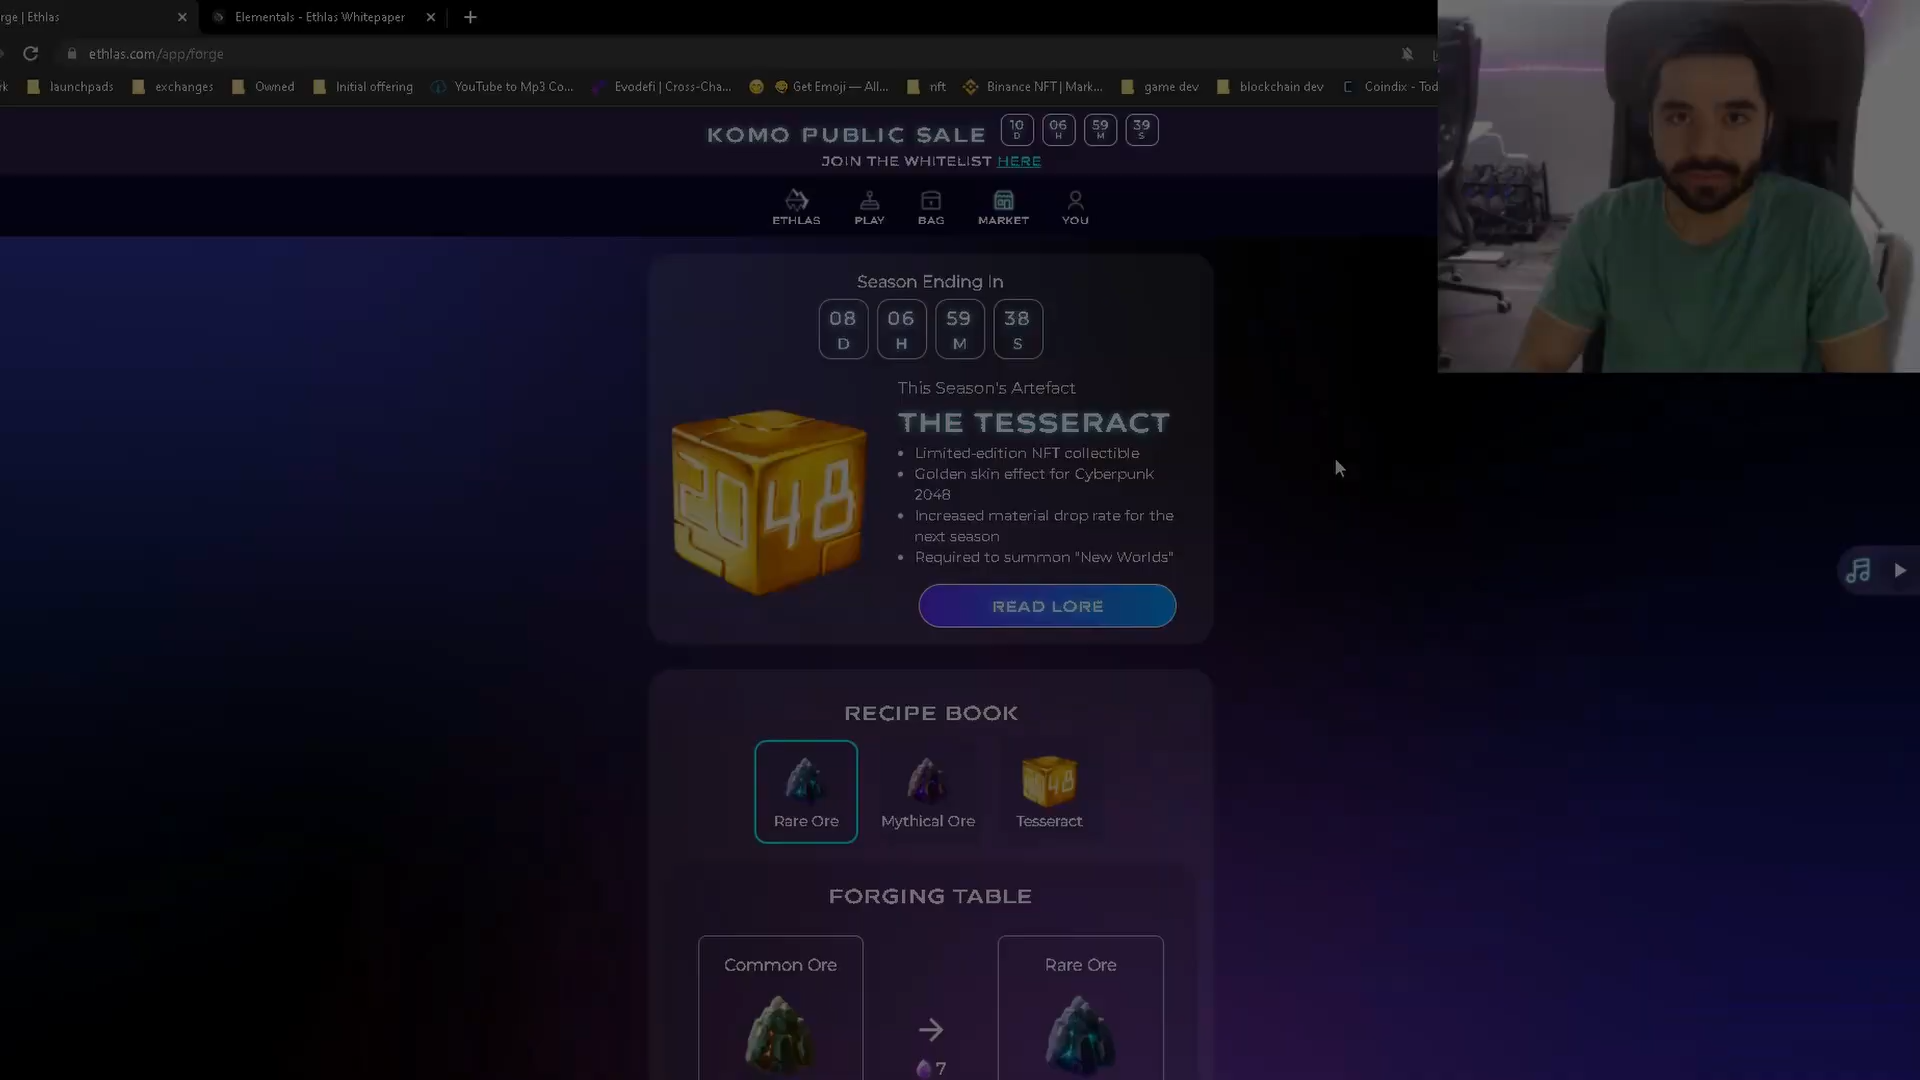 rge | Ethlas
Elementals - Ethlas Whitepaper
ethlas.com/app/forge
rk
launchpads
exchanges
Owned
Initial offering
YouTube to Mp3 Co...
Evodefi | Cross-Cha...
Get Emoji — All...
nft
Binance NFT | Mark...
game dev
blockchain dev
Coindix - Tod
KOMO PUBLIC SALE
10 D
06 H
59 M
39 S
JOIN THE WHITELIST HERE
ETHLAS
PLAY
BAG
MARKET
YOU
Season Ending In
08 D
06 H
59 M
38 S
This Season's Artefact
THE TESSERACT
• Limited-edition NFT collectible
• Golden skin effect for Cyberpunk
2048
• Increased material drop rate for the
next season
• Required to summon "New Worlds"
2048
READ LORE
RECIPE BOOK
48
Rare Ore
Mythical Ore
Tesseract
FORGING TABLE
Common Ore
Rare Ore
7